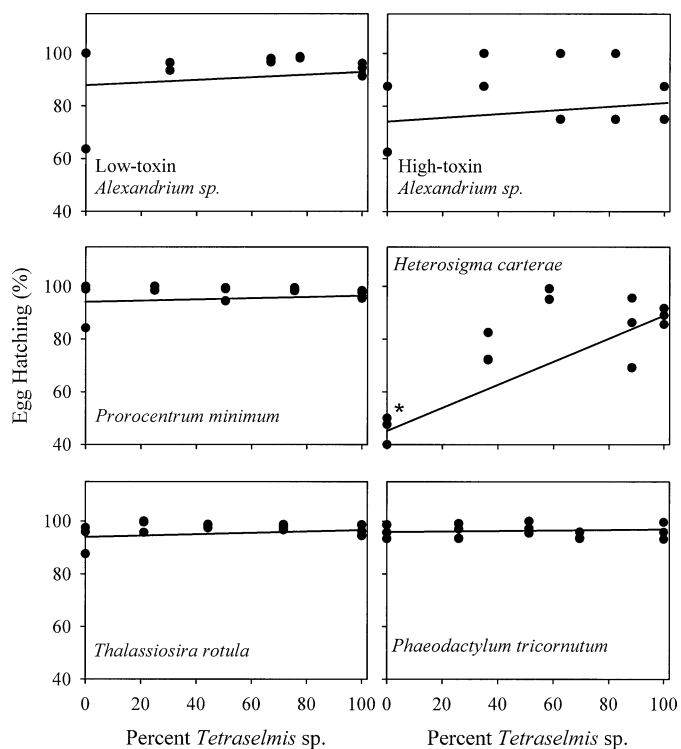 100
80
60
40
Low-toxin
Alexandrium sp.
High-toxin
Alexandrium sp.
Egg Hatching (%)
100
80
60
40
Prorocentrum minimum
Heterosigma carterae
*
100
80
60
40
Thalassiosira rotula
Phaeodactylum tricornutum
0 20 40 60 80 100 0 20 40 60 80 100
Percent Tetraselmis sp. Percent Tetraselmis sp.